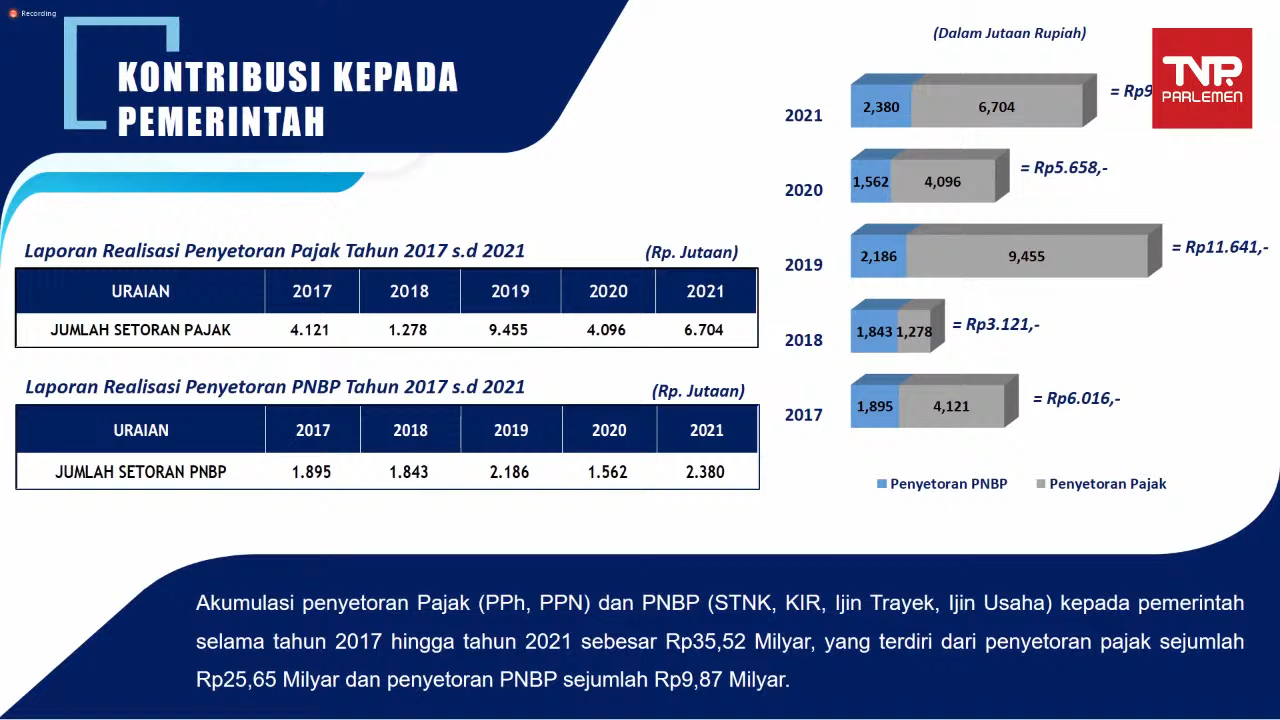 Recording
KONTRIBUSI KEPADA
PEMERINTAH
Laporan Realisasi Penyetoran Pajak Tahun 2017 s.d 2021 (Rp. Jutaan)
URAIAN 2017 2018 2019 2020 2021
JUMLAH SETORAN PAJAK 4.121 1.278 9.455 4.096 6.704
Laporan Realisasi Penyetoran PNBP Tahun 2017 s.d 2021 (Rp. Jutaan)
URAIAN 2017 2018 2019 2020 2021
JUMLAH SETORAN PNBP 1.895 1.843 2.186 1.562 2.380
(Dalam Jutaan Rupiah)
TVR
PARLEMEN
2021 2,380 6,704 = Rp9
2020 1,562 4,096 = Rp5.658,-
2019 2,186 9,455 = Rp11.641,-
2018 1,843 1,278 = Rp3.121,-
2017 1,895 4,121 = Rp6.016,-
Penyetoran PNBP Penyetoran Pajak
Akumulasi penyetoran Pajak (PPh, PPN) dan PNBP (STNK, KIR, Ijin Trayek, Ijin Usaha) kepada pemerintah
selama tahun 2017 hingga tahun 2021 sebesar Rp35,52 Milyar, yang terdiri dari penyetoran pajak sejumlah
Rp25,65 Milyar dan penyetoran PNBP sejumlah Rp9,87 Milyar.